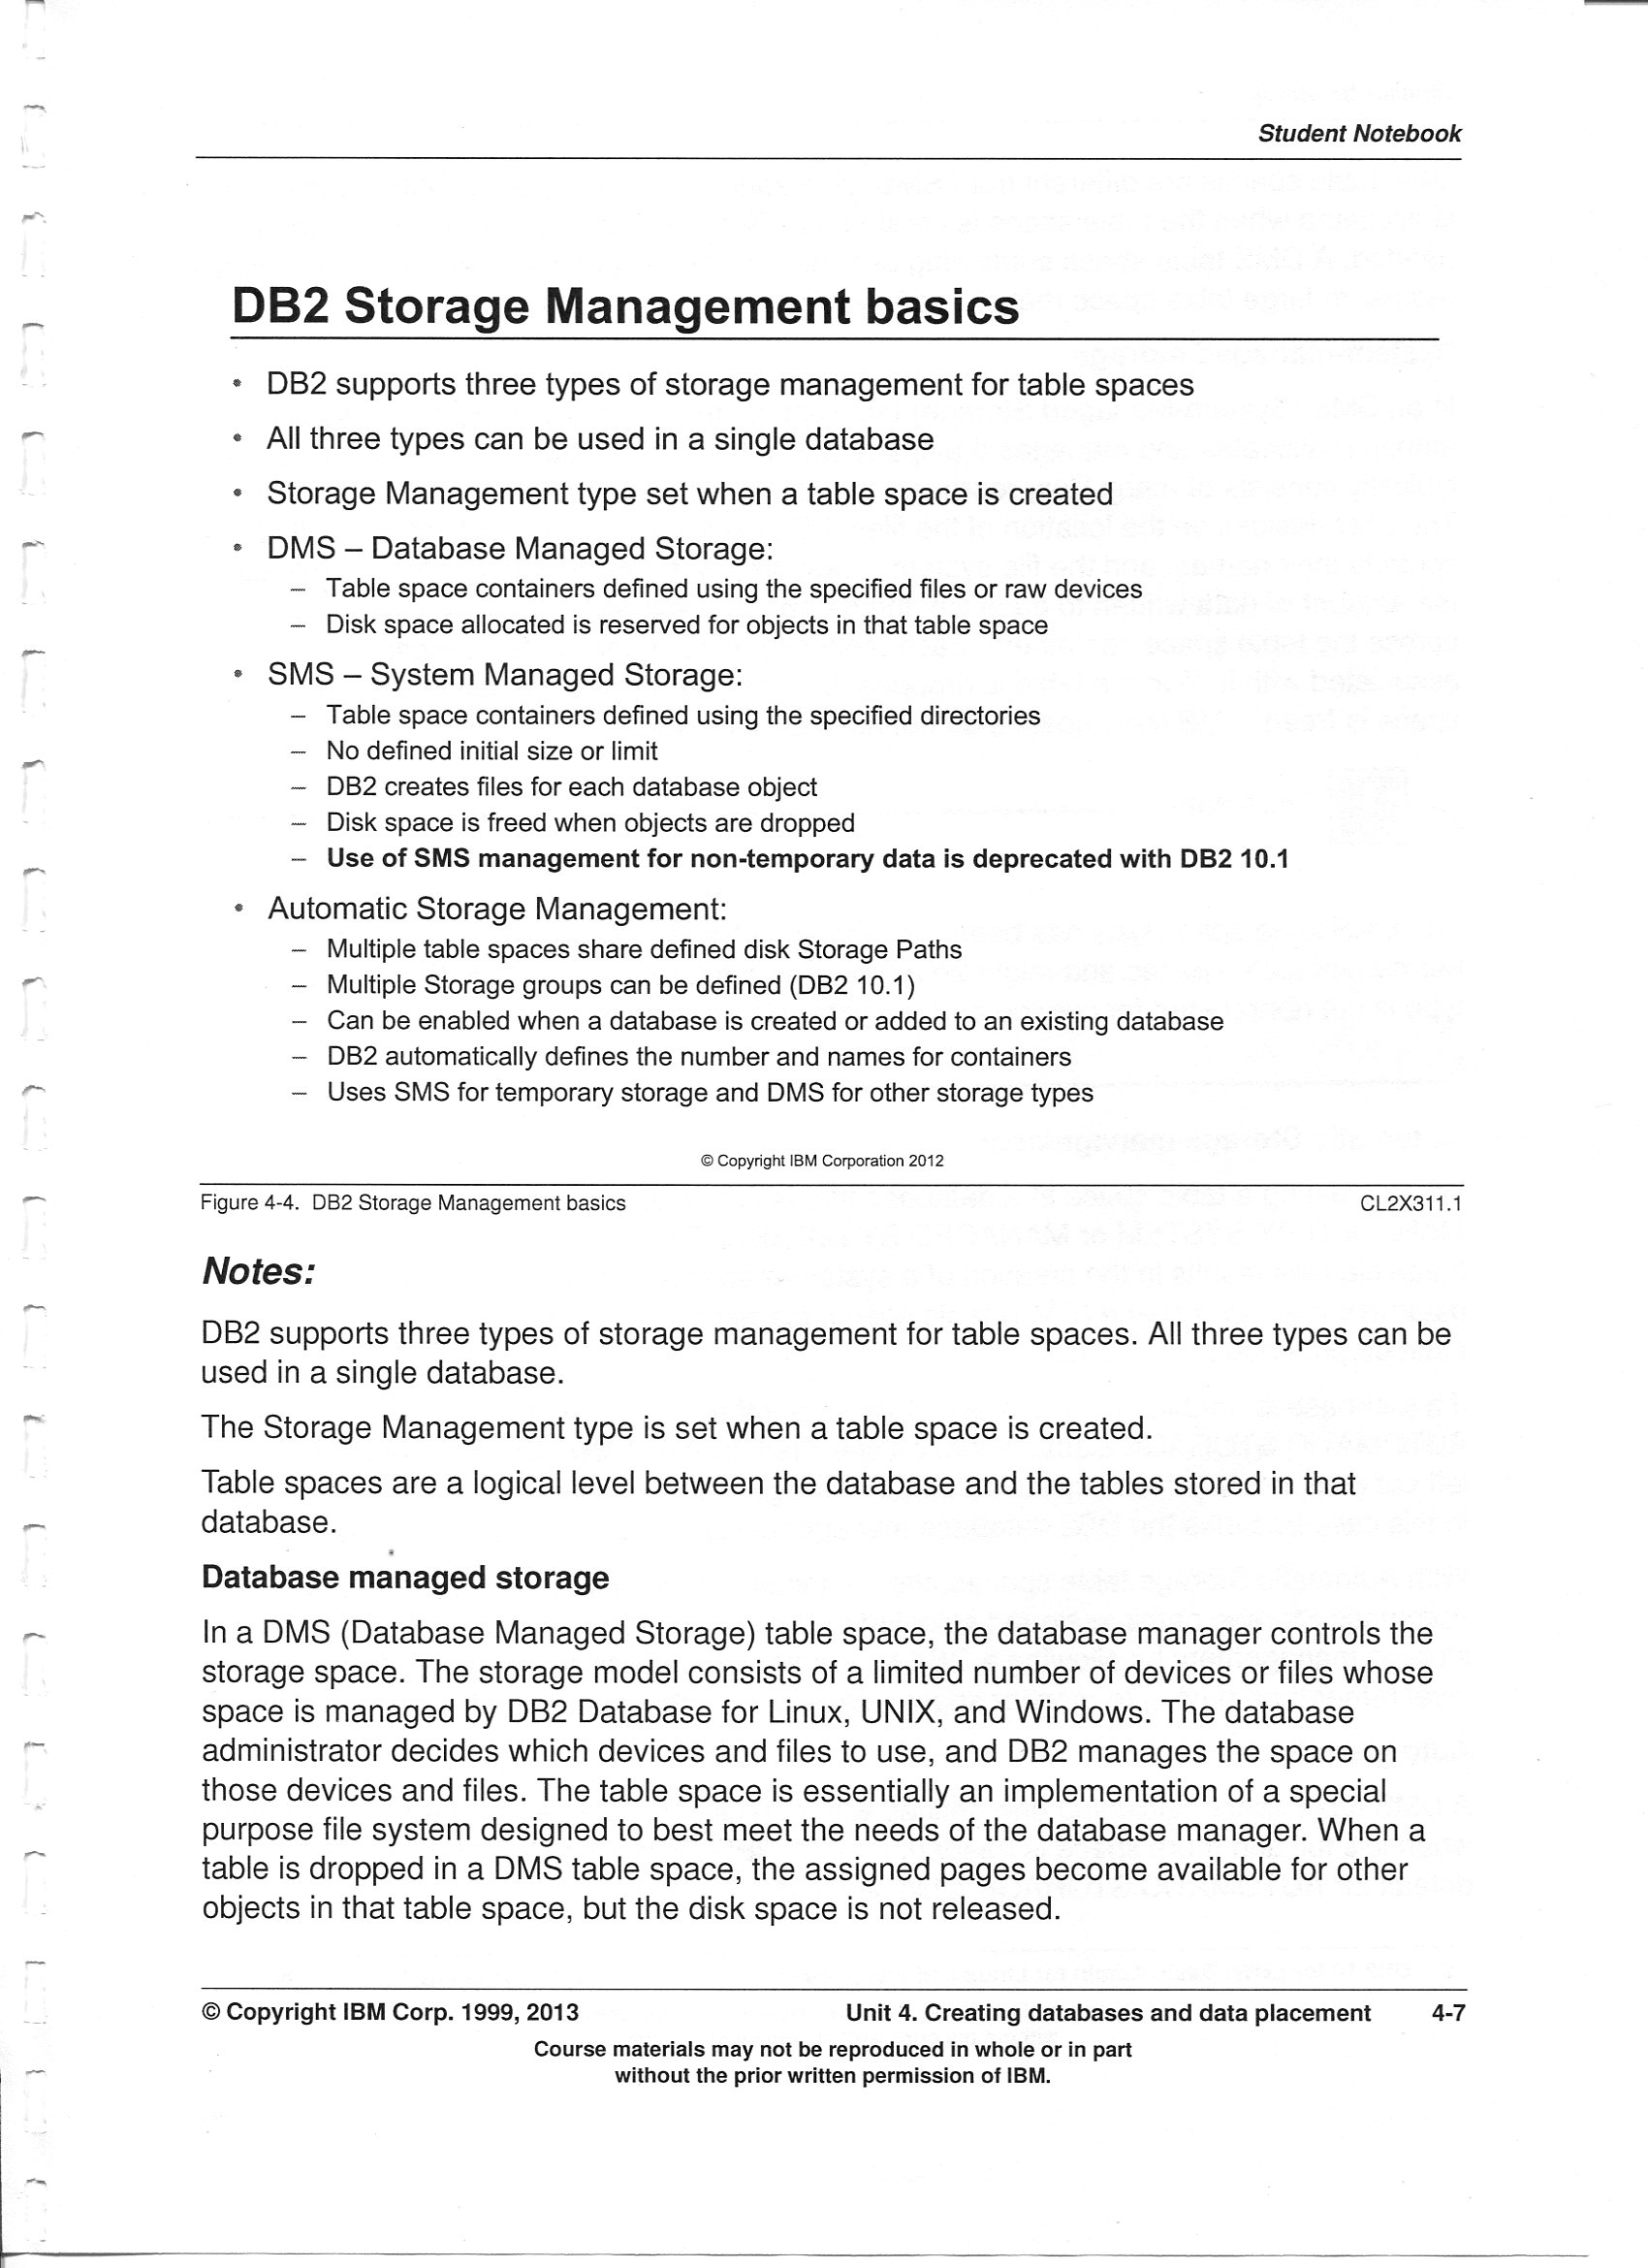 Student Notebook
DB2 Storage Management basics
• DB2 supports three types of storage management for table spaces
• All three types can be used in a single database
• Storage Management type set when a table space is created
• DMS – Database Managed Storage:
– Table space containers defined using the specified files or raw devices
– Disk space allocated is reserved for objects in that table space
• SMS – System Managed Storage:
– Table space containers defined using the specified directories
– No defined initial size or limit
– DB2 creates files for each database object
– Disk space is freed when objects are dropped
– Use of SMS management for non-temporary data is deprecated with DB2 10.1
• Automatic Storage Management:
– Multiple table spaces share defined disk Storage Paths
– Multiple Storage groups can be defined (DB2 10.1)
– Can be enabled when a database is created or added to an existing database
– DB2 automatically defines the number and names for containers
– Uses SMS for temporary storage and DMS for other storage types
© Copyright IBM Corporation 2012
Figure 4-4. DB2 Storage Management basics CL2X311.1
Notes:
DB2 supports three types of storage management for table spaces. All three types can be
used in a single database.
The Storage Management type is set when a table space is created.
Table spaces are a logical level between the database and the tables stored in that
database.
Database managed storage
In a DMS (Database Managed Storage) table space, the database manager controls the
storage space. The storage model consists of a limited number of devices or files whose
space is managed by DB2 Database for Linux, UNIX, and Windows. The database
administrator decides which devices and files to use, and DB2 manages the space on
those devices and files. The table space is essentially an implementation of a special
purpose file system designed to best meet the needs of the database manager. When a
table is dropped in a DMS table space, the assigned pages become available for other
objects in that table space, but the disk space is not released.
© Copyright IBM Corp. 1999, 2013 Unit 4. Creating databases and data placement 4-7
Course materials may not be reproduced in whole or in part
without the prior written permission of IBM.